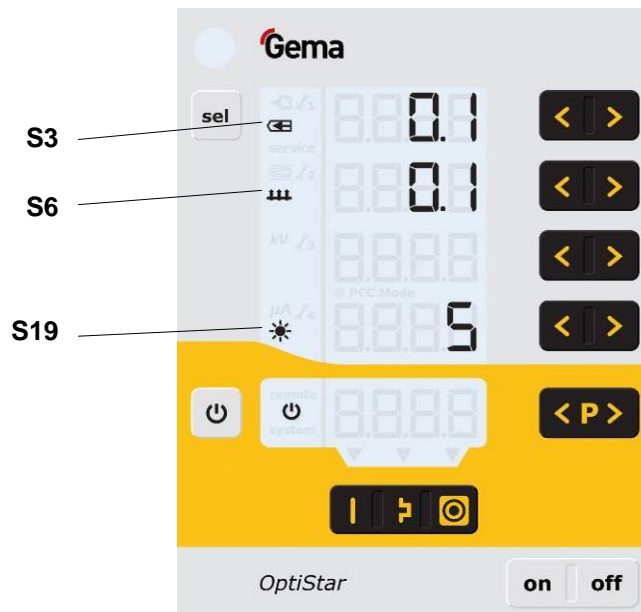 Gema
sel
S3
0.1
service
S6
0.1
kV
PCC Mode
S19
µA
5
remote
system
P
OptiStar
on off